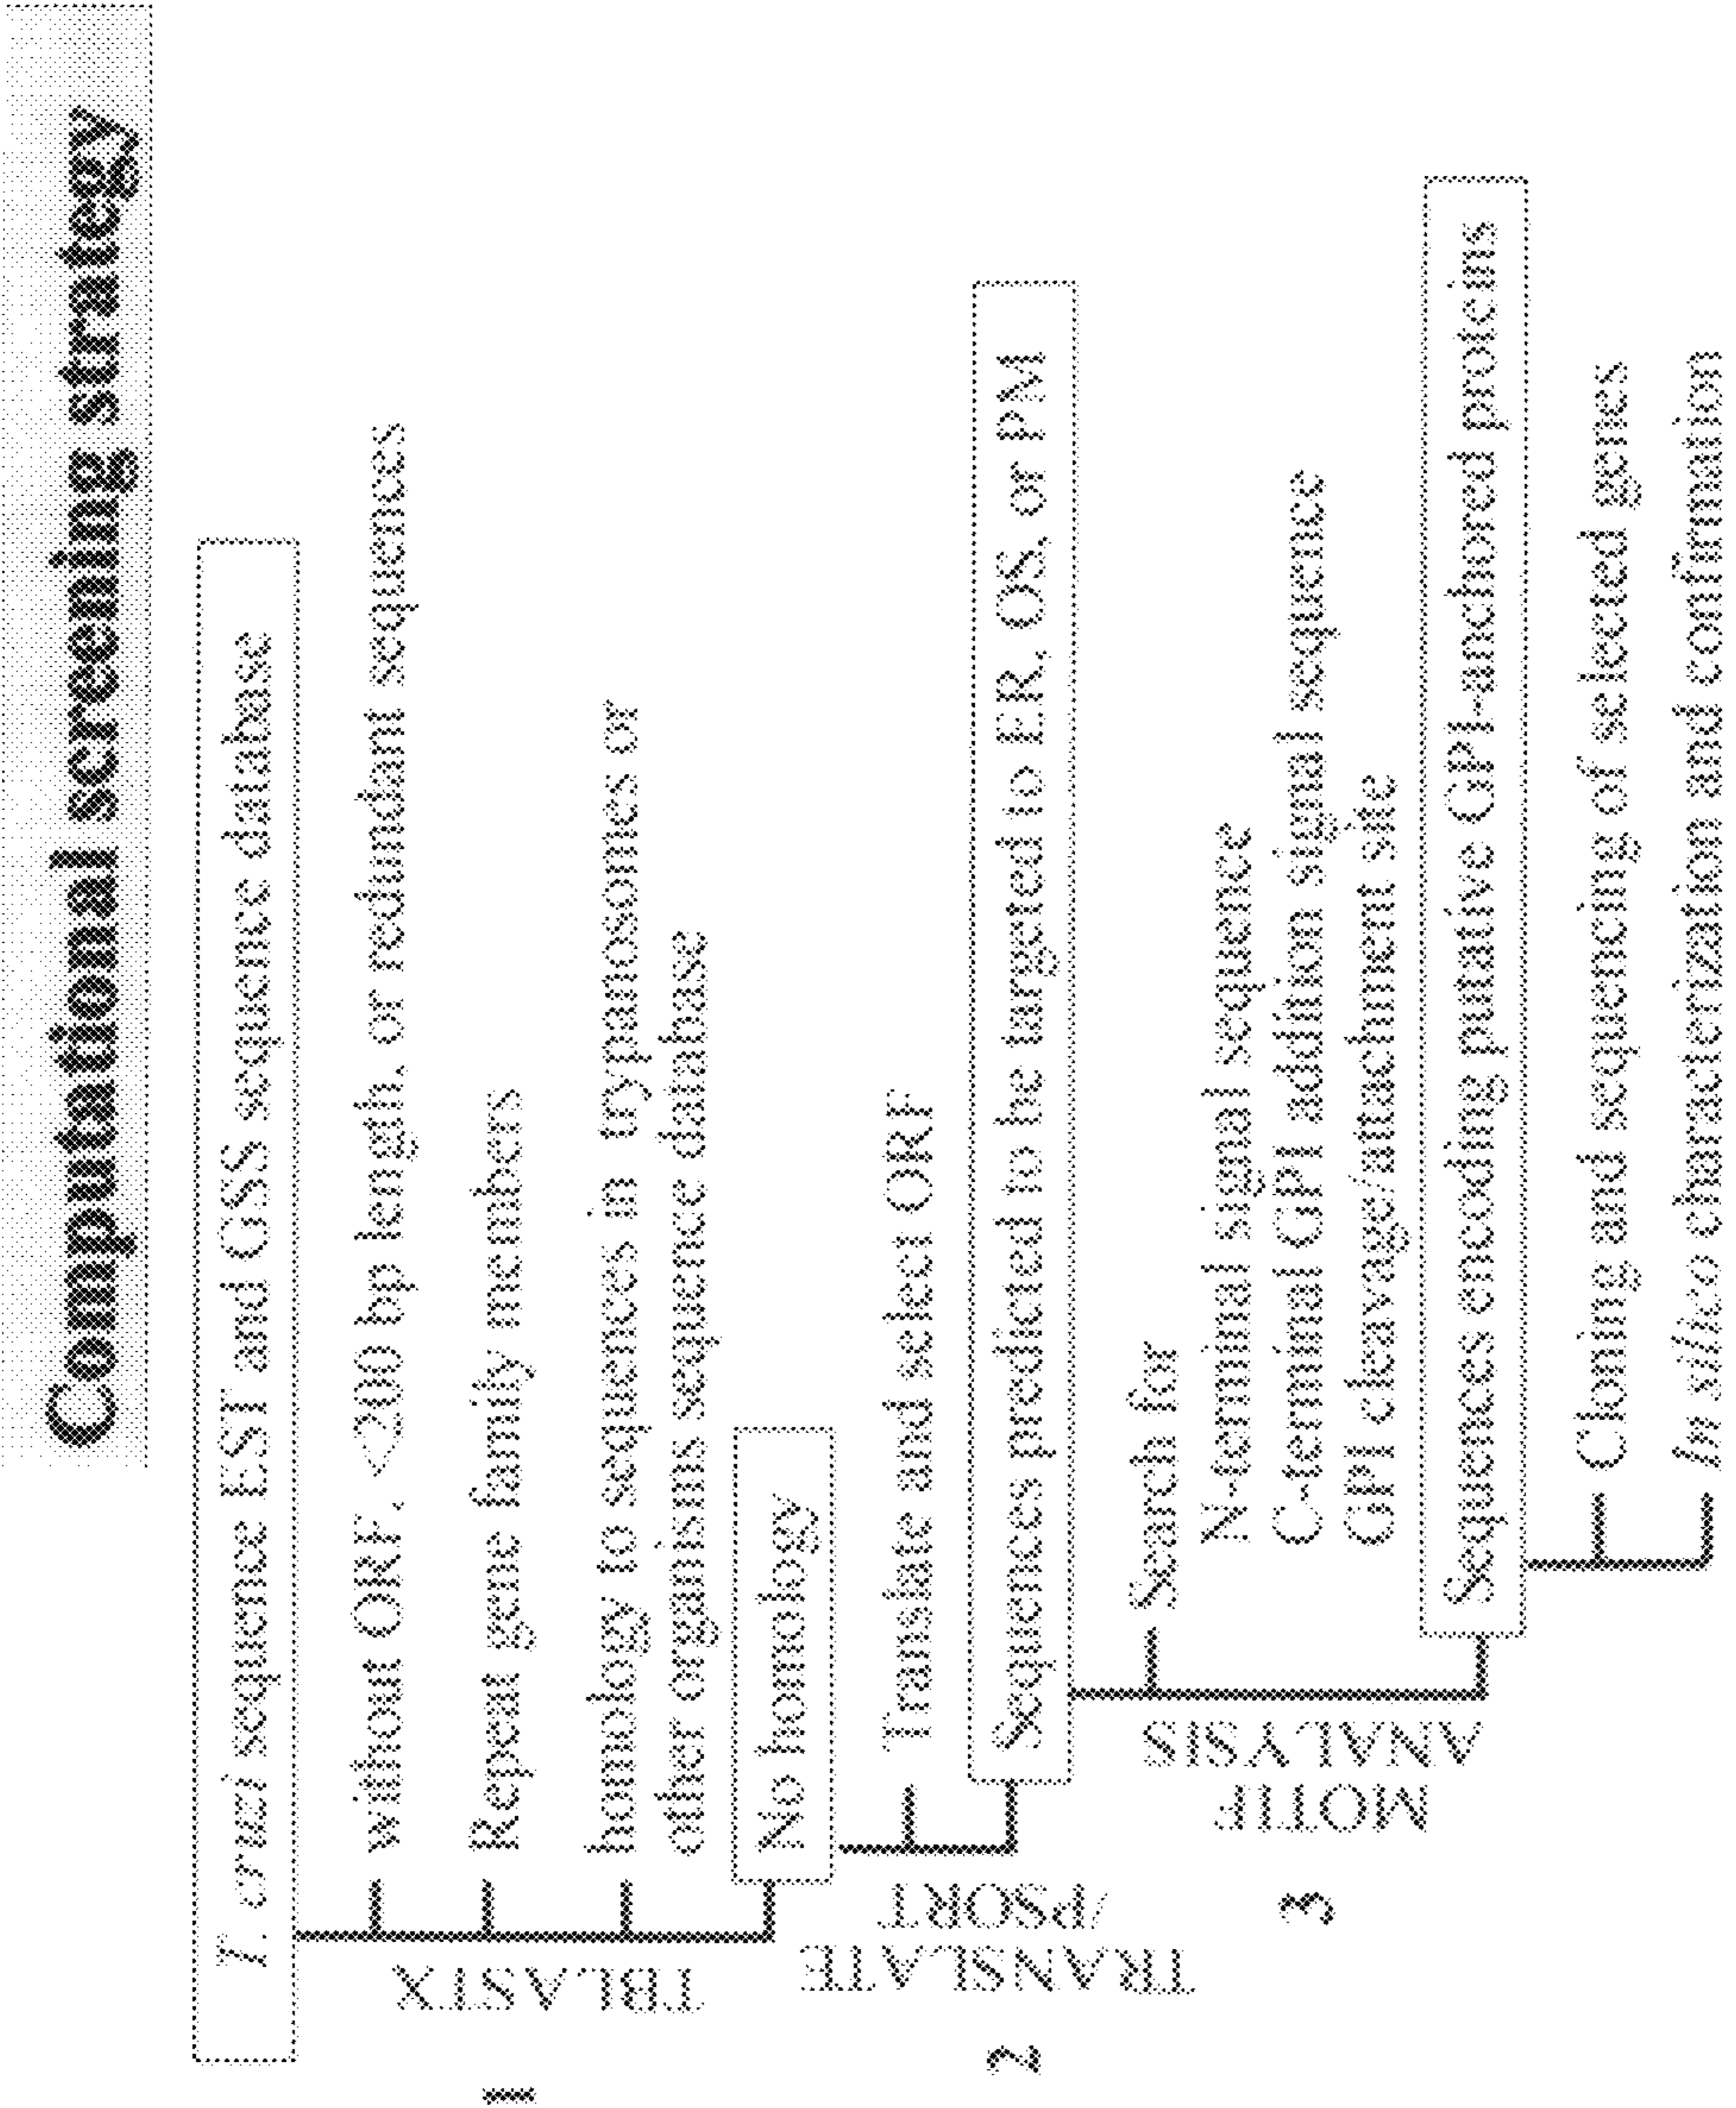 Computational screening strategy
T. cruzi sequence EST and GSS sequence database
1
TBLASTX
without ORF, <200 bp length, or redundant sequences
Repeat gene family members
homology to sequences in trypanosomes or
other organisms sequence database
No homology
2
TRANSLATE
/PSORT
Translate and select ORF
Sequences predicted to be targeted to ER, OS, or PM
3
MOTIF
ANALYSIS
Search for
N-terminal signal sequence
C-terminal GPI addition signal sequence
GPI cleavage/attachment site
Sequences encoding putative GPI-anchored proteins
Cloning and sequencing of selected genes
In silico characterization and confirmation